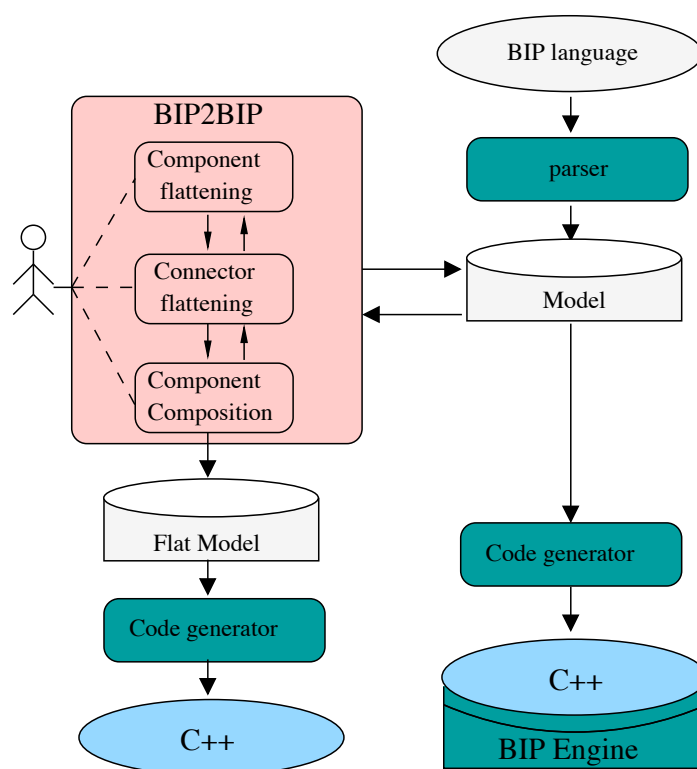 BIP language
BIP2BIP
Component
flattening
parser
Connector
flattening
Model
Component
Composition
Flat Model
Code generator
Code generator
C++
C++
BIP Engine